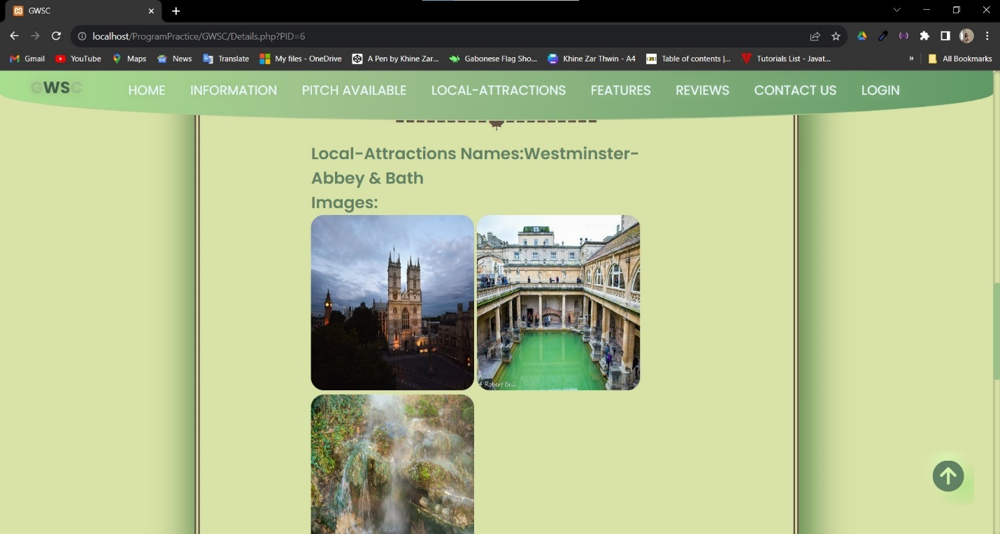 GWSC
localhost/ProgramPractice/GWSC/Details.php?PID=6
Gmail YouTube Maps News Translate My files - OneDrive A Pen by Khine Zar... Gabonese Flag Sho... Khine Zar Thwin - A4 Table of contents |... Tutorials List - Javat... » All Bookmarks
GWSC HOME INFORMATION PITCH AVAILABLE LOCAL-ATTRACTIONS FEATURES REVIEWS CONTACT US LOGIN
Local-Attractions Names:Westminster-
Abbey & Bath
Images:
Robert Bell